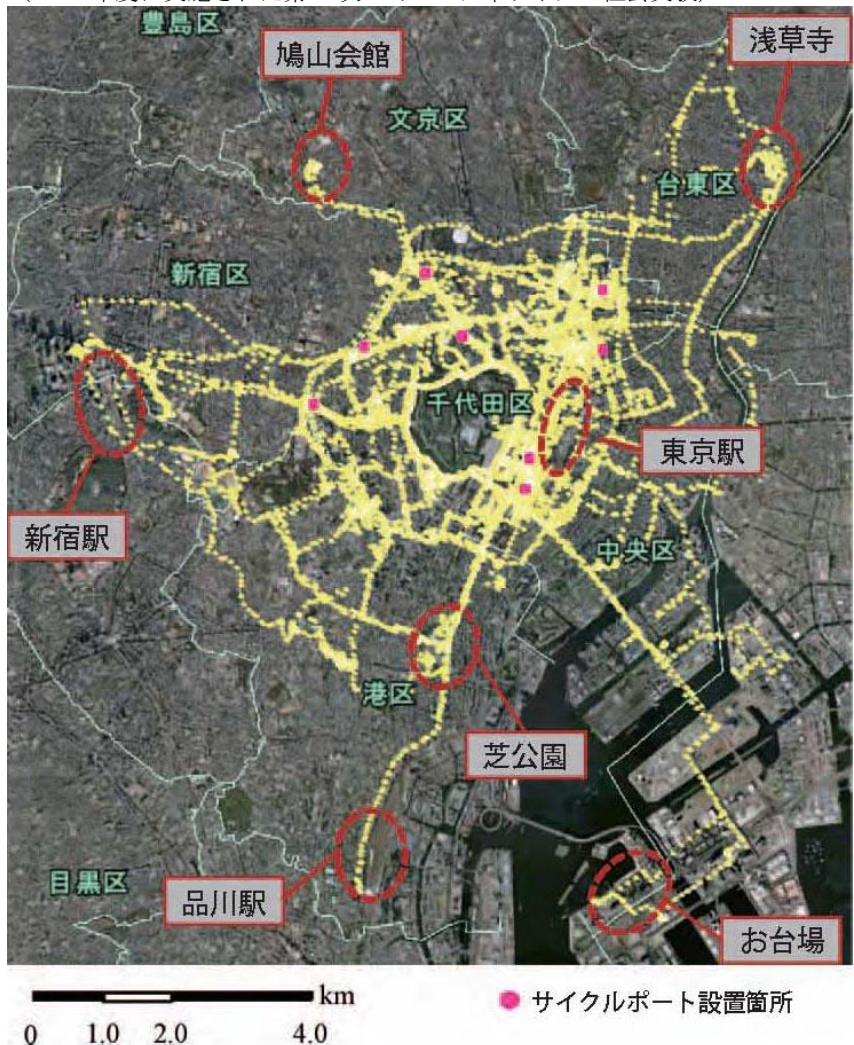 豊島区
鳩山会館
浅草寺
文京区
台東区
新宿区
千代田区
東京駅
新宿駅
中央区
港区
芝公園
目黒区
品川駅
お台場
km
サイクルポート設置箇所
0 1.0 2.0 4.0